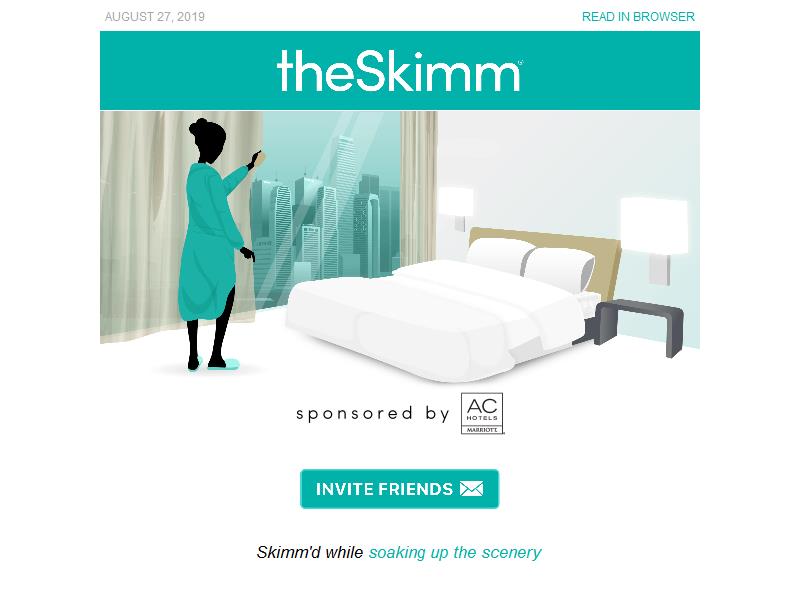 AUGUST 27, 2019 READ IN BROWSER
theSkimm®
sponsored by AC HOTELS MARRIOTT
INVITE FRIENDS
Skimm'd while soaking up the scenery